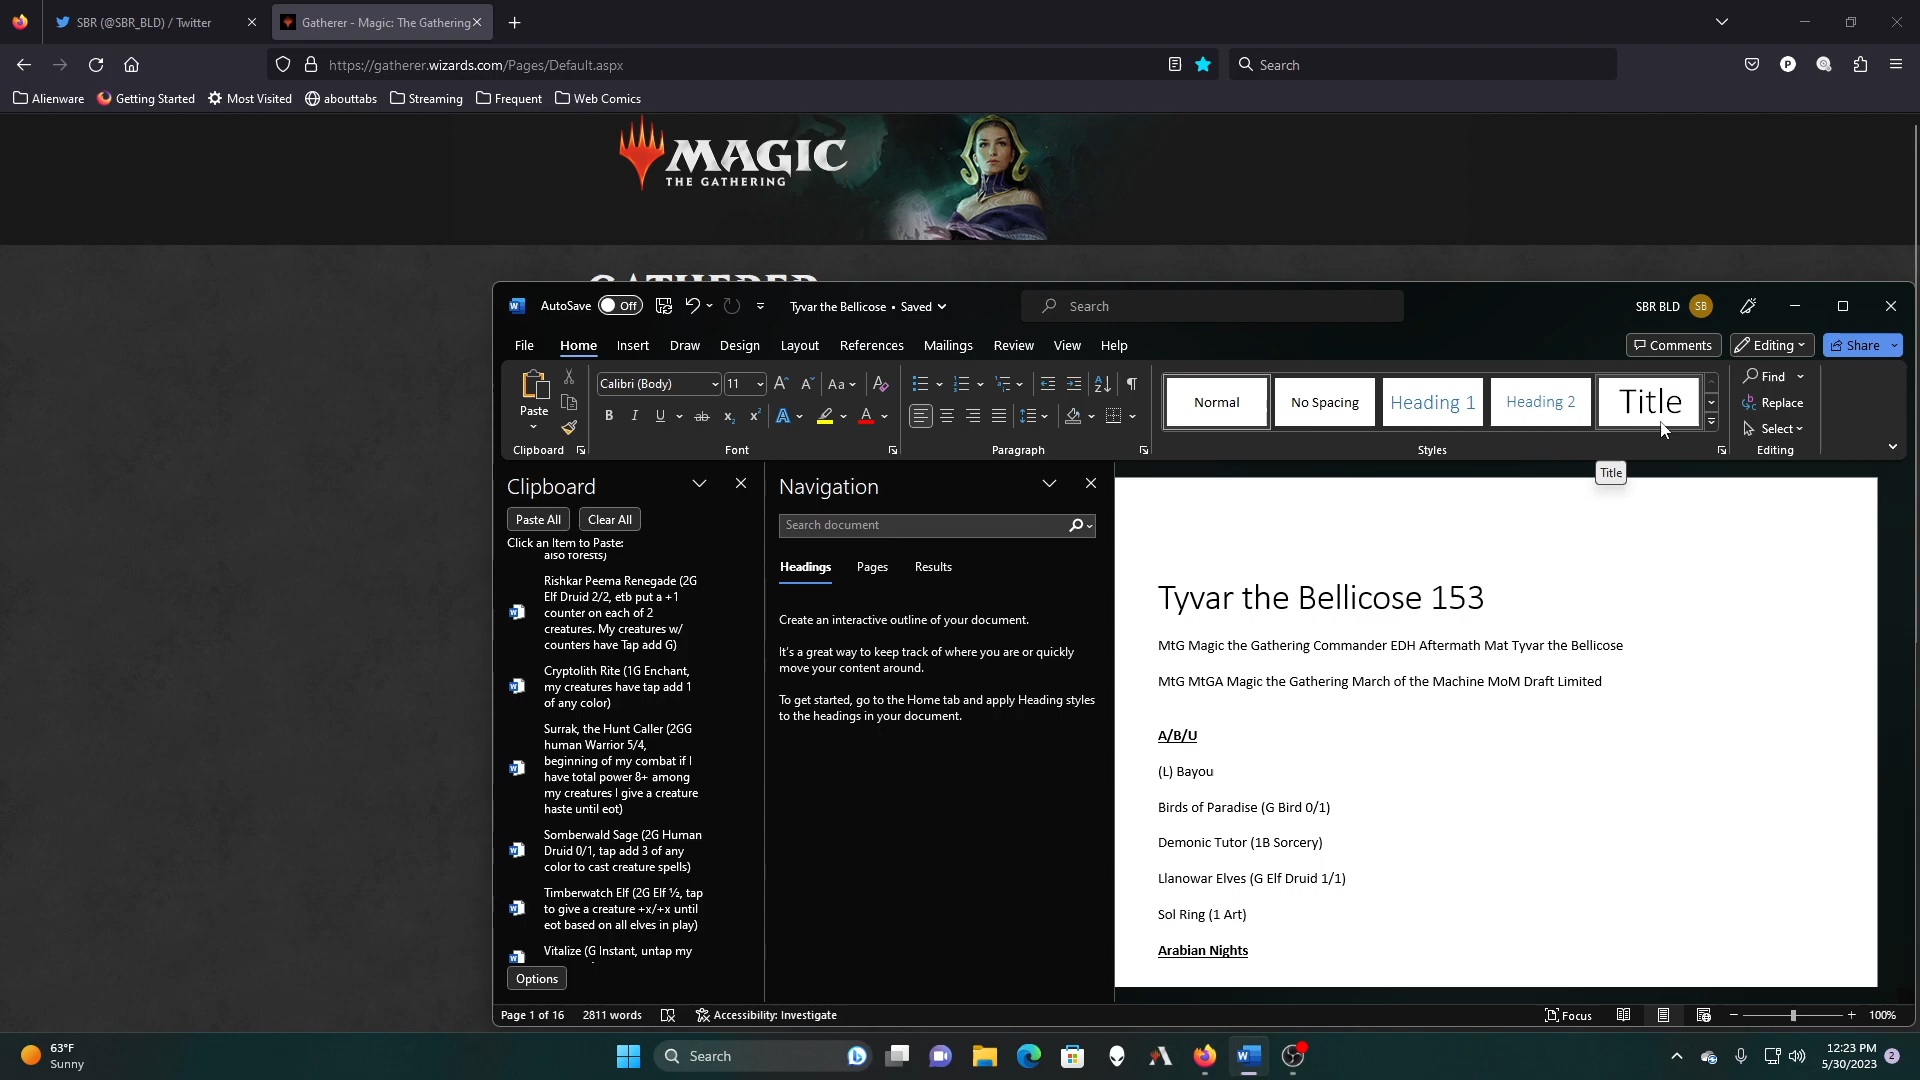 SBR (@SBR_BLD) / Twitter
Gatherer - Magic: The Gathering
https://gatherer.wizards.com/Pages/Default.aspx
Search
P
Alienware
Getting Started
Most Visited
abouttabs
Streaming
Frequent
Web Comics
MAGIC
THE GATHERING
GATHERER
AutoSave
Off
Tyvar the Bellicose • Saved
Search
SBR BLD
SB
File
Home
Insert
Draw
Design
Layout
References
Mailings
Review
View
Help
Comments
Editing
Share
Paste
Calibri (Body)
11
Normal
No Spacing
Heading 1
Heading 2
Title
Find
Replace
Select
Clipboard
Font
Paragraph
Styles
Editing
Title
Clipboard
Paste All
Clear All
Click an Item to Paste:
also forests)
Rishkar Peema Renegade (2G
Elf Druid 2/2, etb put a +1
counter on each of 2
creatures. My creatures w/
counters have Tap add G)
Cryptolith Rite (1G Enchant,
my creatures have tap add 1
of any color)
Surrak, the Hunt Caller (2GG
human Warrior 5/4,
beginning of my combat if I
have total power 8+ among
my creatures I give a creature
haste until eot)
Somberwald Sage (2G Human
Druid 0/1, tap add 3 of any
color to cast creature spells)
Timberwatch Elf (2G Elf ½, tap
to give a creature +x/+x until
eot based on all elves in play)
Vitalize (G Instant, untap my
Options
Navigation
Search document
Headings
Pages
Results
Create an interactive outline of your document.
It's a great way to keep track of where you are or quickly
move your content around.
To get started, go to the Home tab and apply Heading styles
to the headings in your document.
Tyvar the Bellicose 153
MtG Magic the Gathering Commander EDH Aftermath Mat Tyvar the Bellicose
MtG MtGA Magic the Gathering March of the Machine MoM Draft Limited
A/B/U
(L) Bayou
Birds of Paradise (G Bird 0/1)
Demonic Tutor (1B Sorcery)
Llanowar Elves (G Elf Druid 1/1)
Sol Ring (1 Art)
Arabian Nights
Page 1 of 16
2811 words
Accessibility: Investigate
Focus
100%
63°F
Sunny
Search
12:23 PM
5/30/2023
2